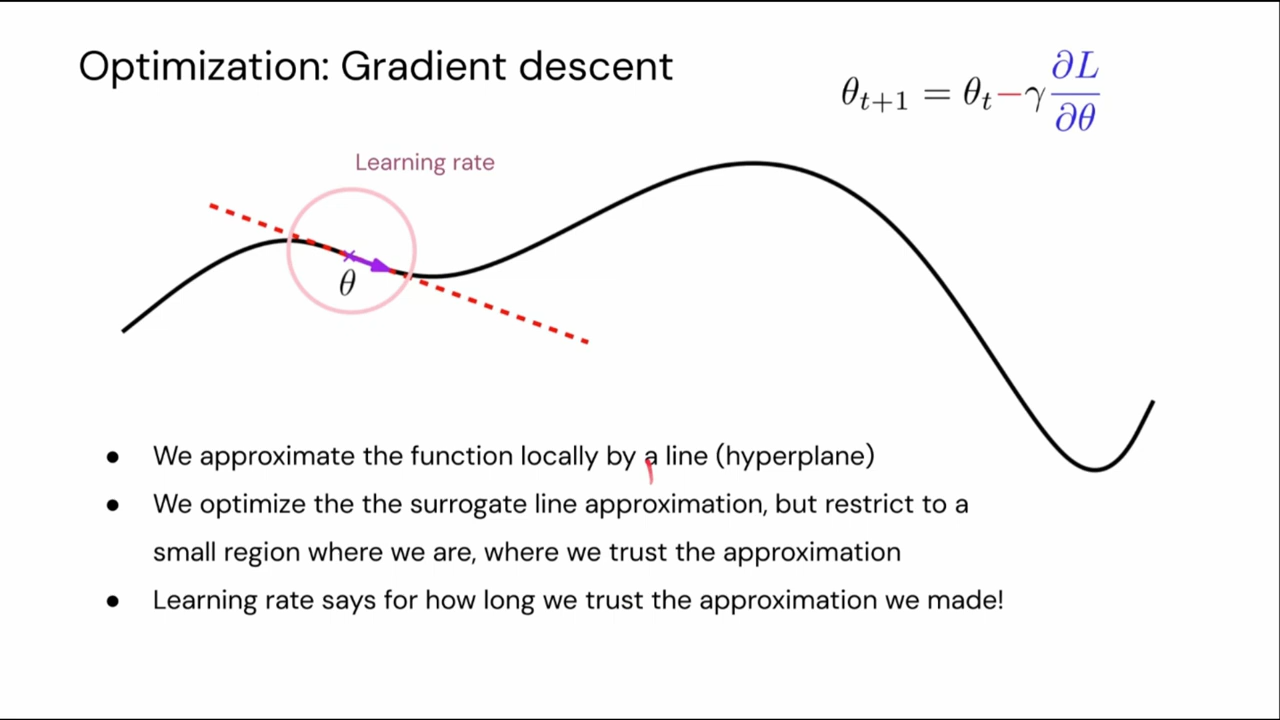 Optimization: Gradient descent
θ_{t+1} = θ_t − γ ∂L/∂θ
Learning rate
θ
● We approximate the function locally by a line (hyperplane)
● We optimize the the surrogate line approximation, but restrict to a
small region where we are, where we trust the approximation
● Learning rate says for how long we trust the approximation we made!